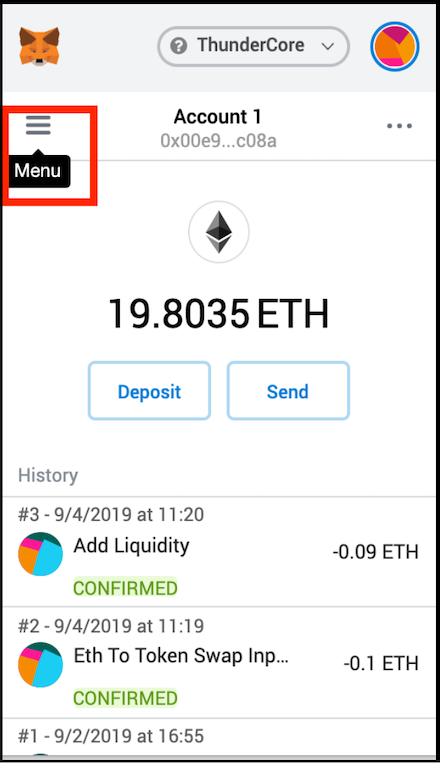 ? ThunderCore
Account 1
0x00e9...c08a
Menu
19.8035 ETH
Deposit Send
History
#3 - 9/4/2019 at 11:20
Add Liquidity
-0.09 ETH
CONFIRMED
#2 - 9/4/2019 at 11:19
Eth To Token Swap Inp...
-0.1 ETH
CONFIRMED
#1 - 9/2/2019 at 16:55